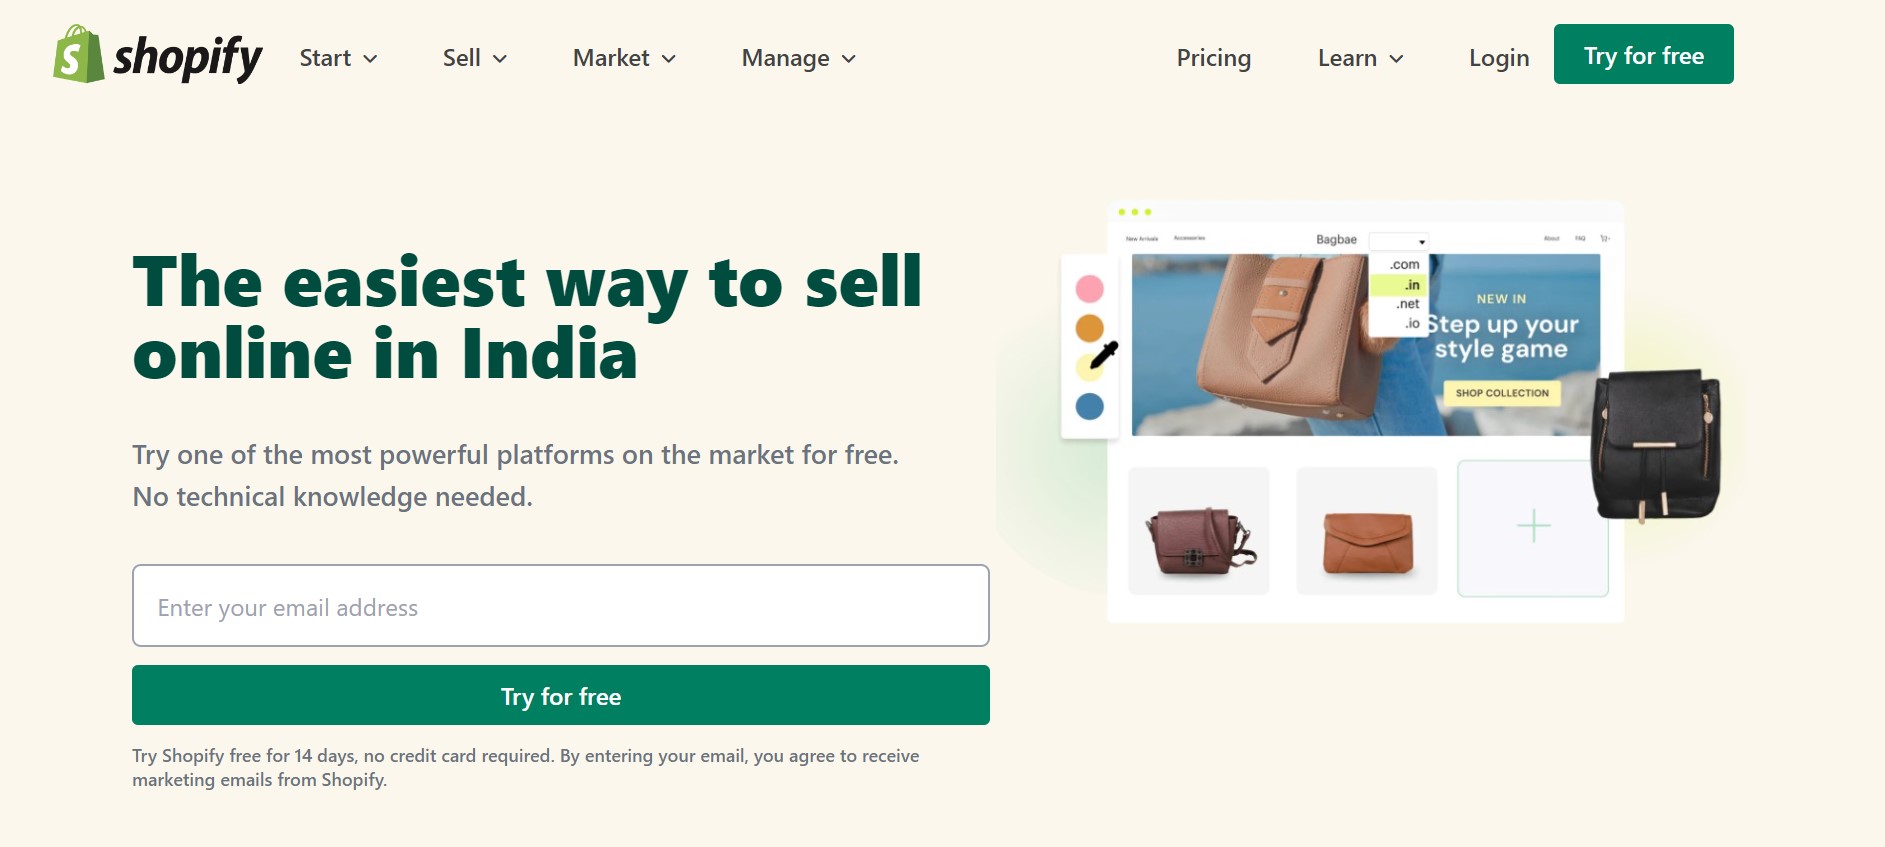 shopify
Start
Sell
Market
Manage
Pricing
Learn
Login
Try for free
The easiest way to sell
online in India
Try one of the most powerful platforms on the market for free.
No technical knowledge needed.
Enter your email address
Try for free
Try Shopify free for 14 days, no credit card required. By entering your email, you agree to receive
marketing emails from Shopify.
New Arrivals
Accessories
Bagbae
About
FAQ
.com
.in
.net
.io
NEW IN
Step up your
style game
SHOP COLLECTION